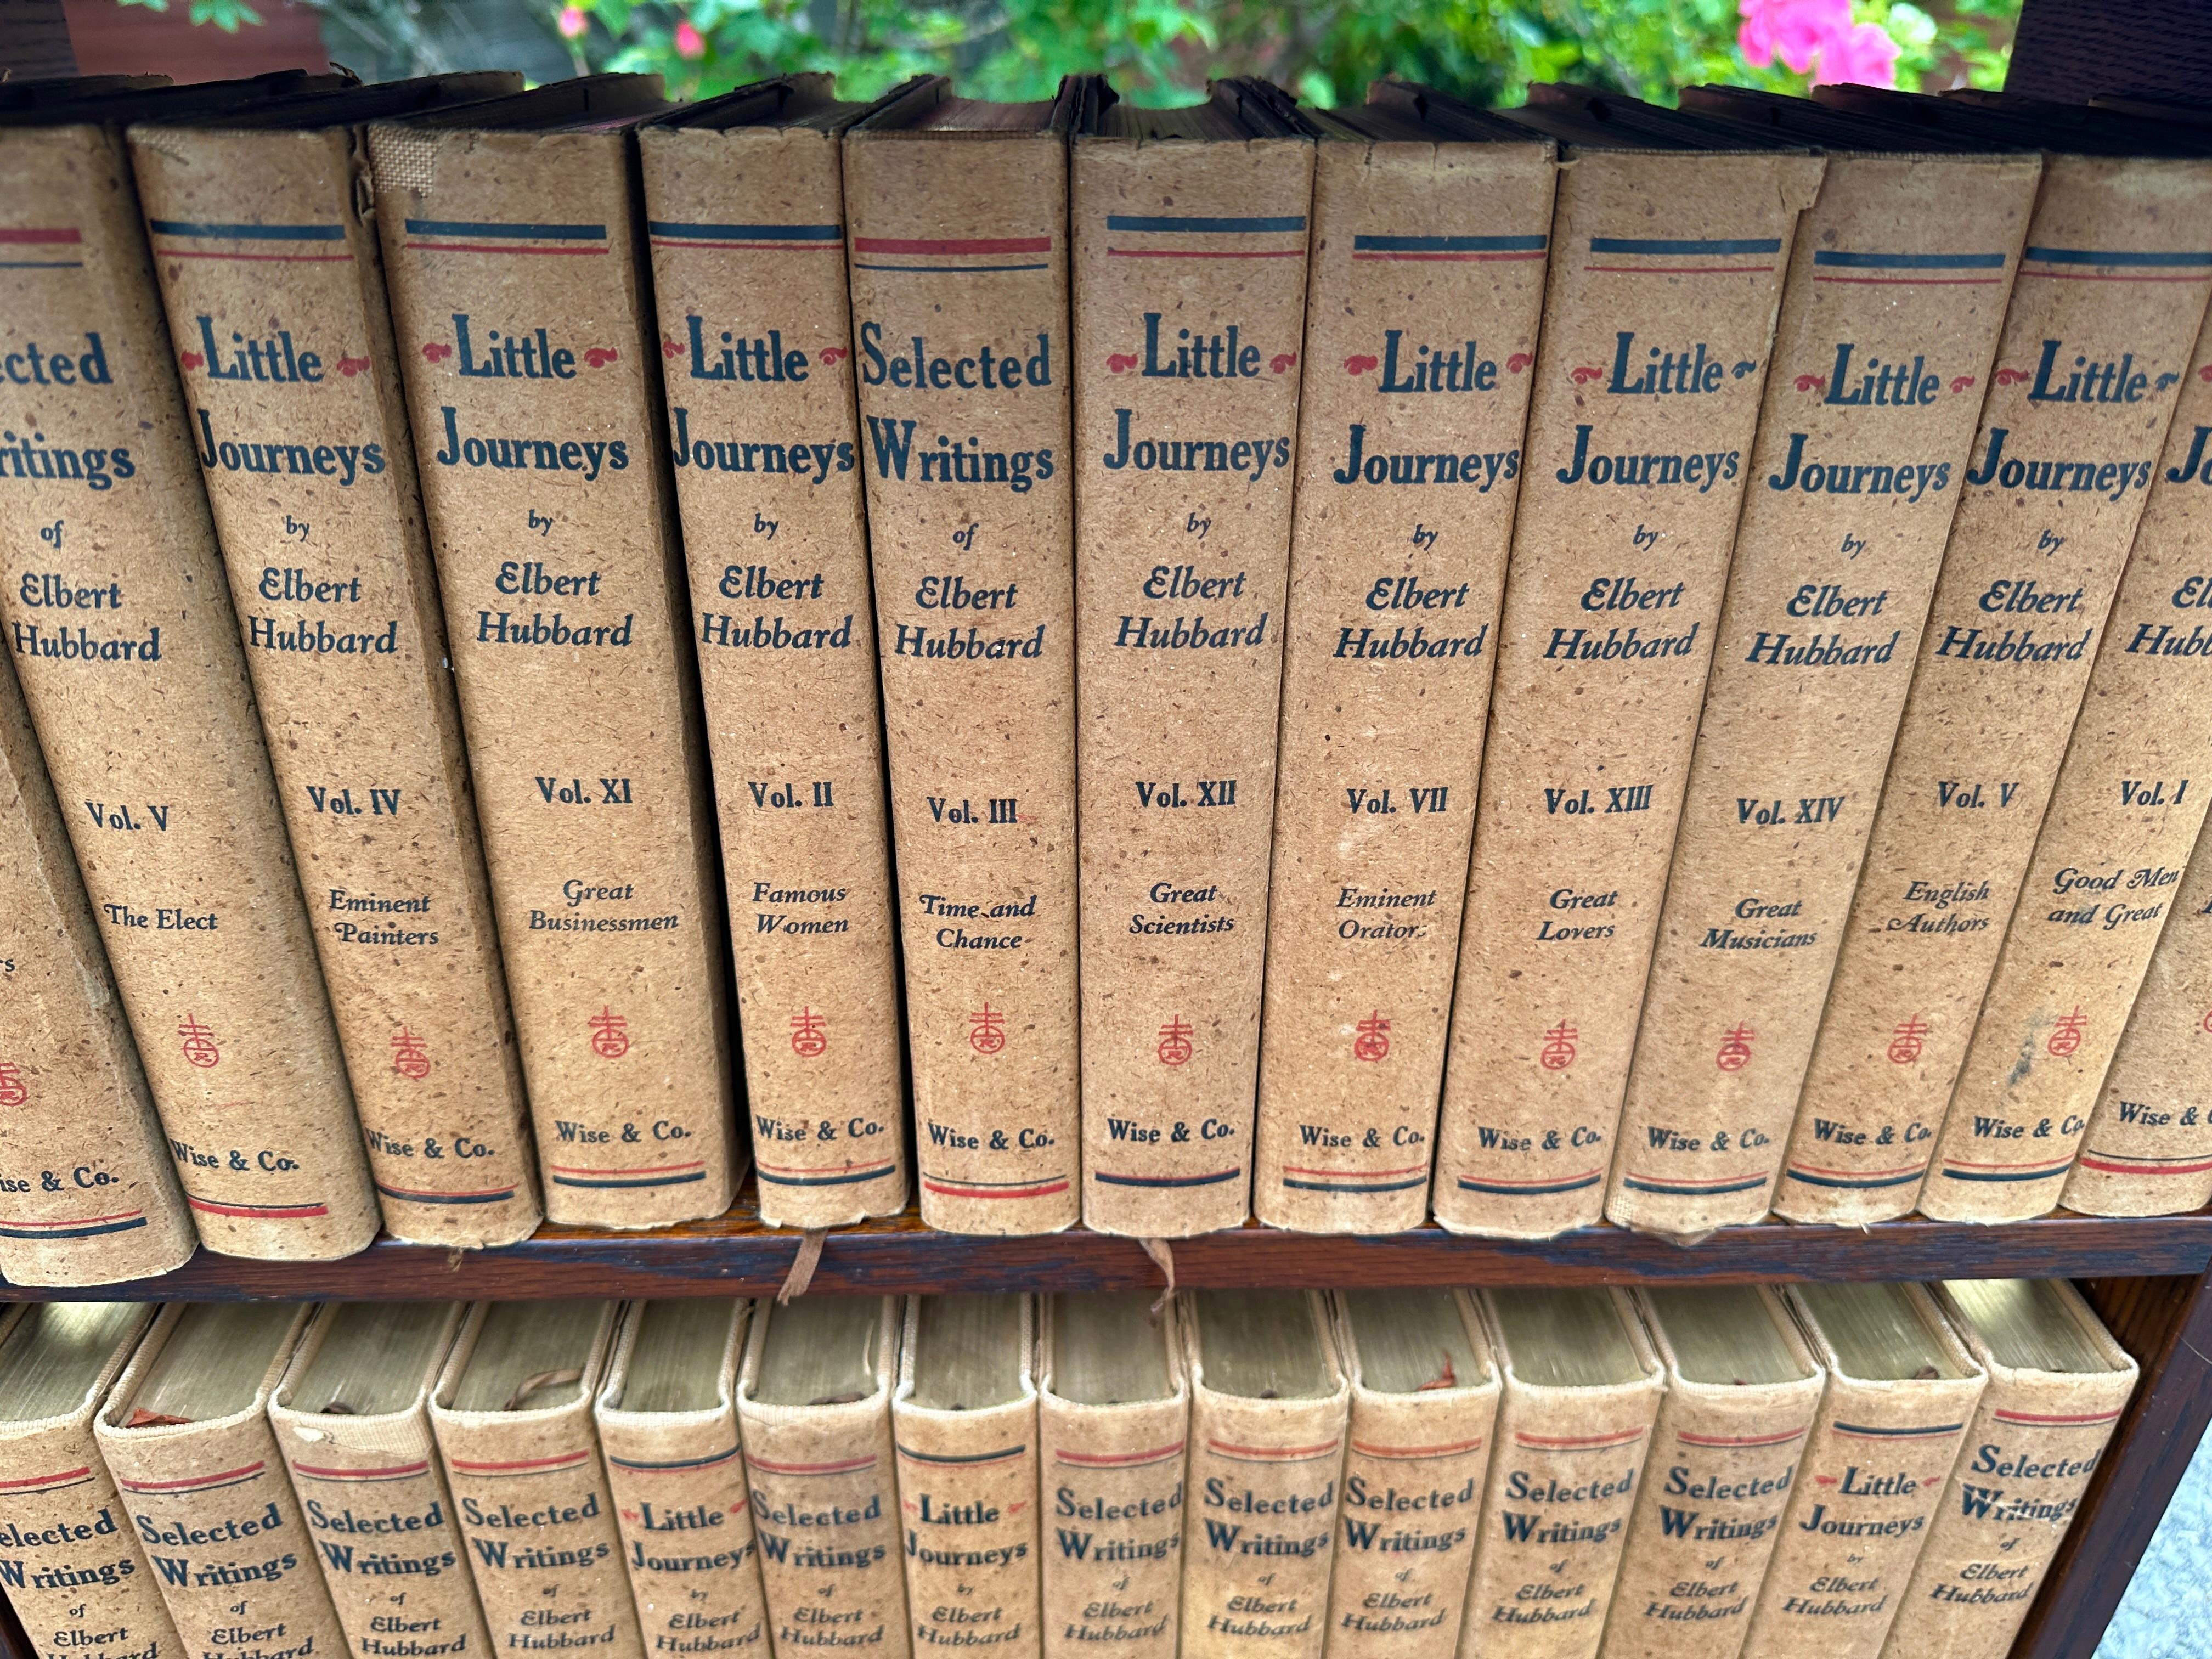 ected
ritings
of
Elbert
Hubbard
Vol. V
The Elect
Wise & Co.
Little
Journeys
by
Elbert
Hubbard
Vol. IV
Eminent
Painters
Wise & Co.
Little
Journeys
by
Elbert
Hubbard
Vol. XI
Great
Businessmen
Wise & Co.
Little
Journeys
by
Elbert
Hubbard
Vol. II
Famous
Women
Wise & Co.
Selected
Writings
of
Elbert
Hubbard
Vol. III
Time and
Chance
Wise & Co.
Little
Journeys
by
Elbert
Hubbard
Vol. XII
Great
Scientists
Wise & Co.
Little
Journeys
by
Elbert
Hubbard
Vol. VII
Eminent
Orators
Wise & Co.
Little
Journeys
by
Elbert
Hubbard
Vol. XIII
Great
Lovers
Wise & Co.
Little
Journeys
by
Elbert
Hubbard
Vol. XIV
Great
Musicians
Wise & Co.
Little
Journeys
by
Elbert
Hubbard
Vol. V
English
Authors
Wise & Co.
Vol. I
Good Men
and Great
Wise & Co.
Wise &
ise & Co.
elected
Writings
of
Elbert
Selected
Writings
of
Elbert
Hubbard
Selected
Writings
of
Elbert
Hubbard
Selected
Writings
of
Elbert
Hubbard
Little
Journeys
by
Elbert
Hubbard
Selected
Writings
of
Elbert
Hubbard
Little
Journeys
by
Elbert
Hubbard
Selected
Writings
of
Elbert
Hubbard
Selected
Writings
of
Elbert
Hubbard
Selected
Writings
of
Elbert
Hubbard
Selected
Writings
of
Elbert
Hubbard
Selected
Writings
of
Elbert
Hubbard
Little
Journeys
by
Elbert
Hubbard
Selected
Writings
of
Elbert
Hubbard